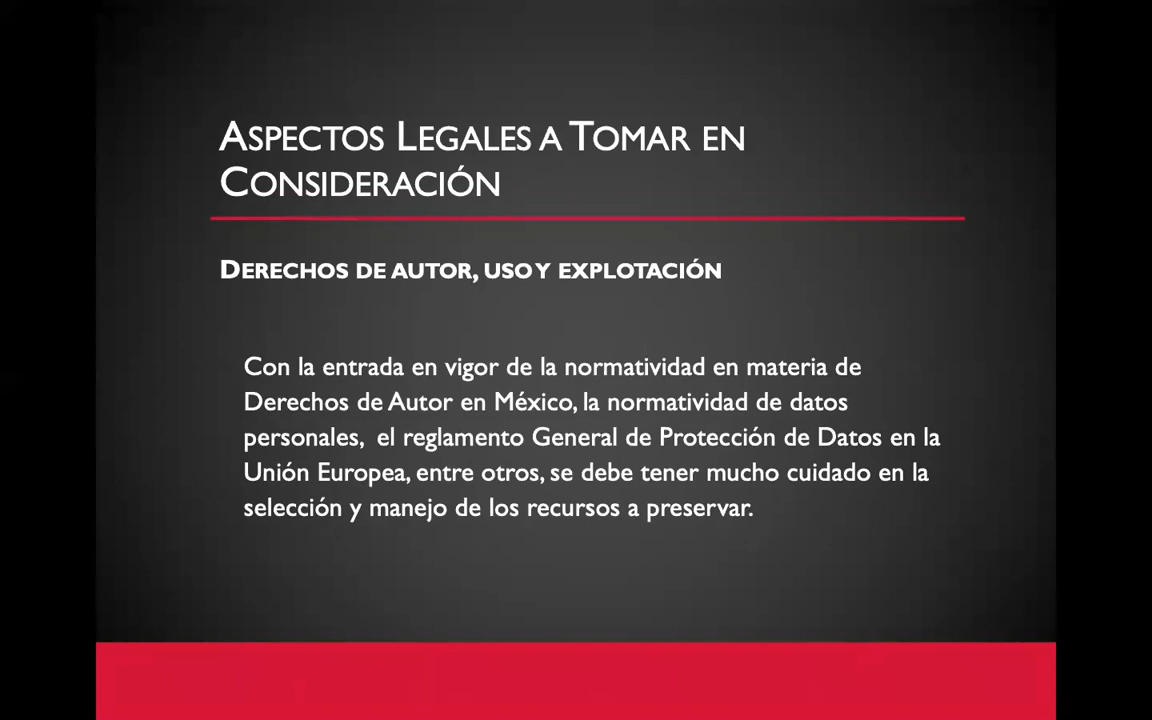 Aspectos Legales a Tomar en
Consideración
Derechos de autor, uso y explotación
Con la entrada en vigor de la normatividad en materia de
Derechos de Autor en México, la normatividad de datos
personales,  el reglamento General de Protección de Datos en la
Unión Europea, entre otros, se debe tener mucho cuidado en la
selección y manejo de los recursos a preservar.